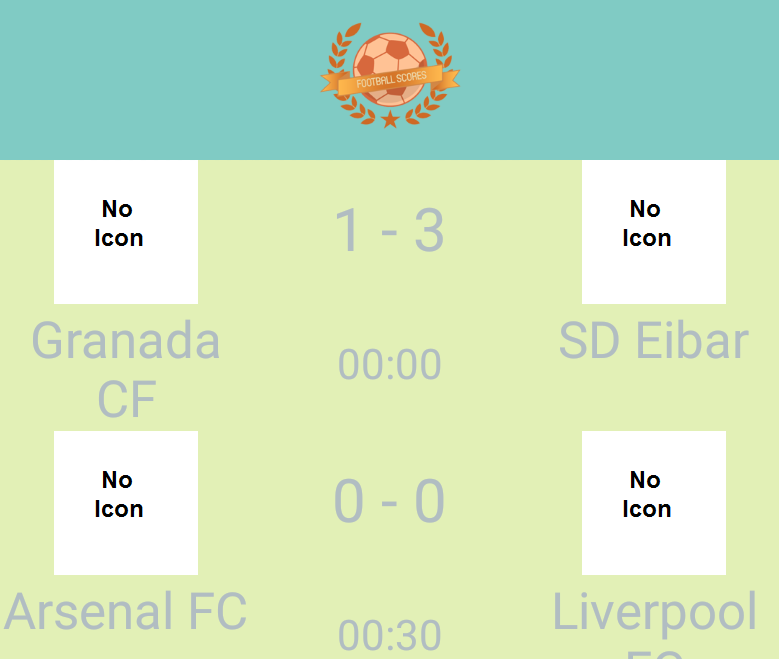 FOOTBALL SCORES
No
Icon
1 - 3
No
Icon
Granada
CF
00:00
SD Eibar
No
Icon
0 - 0
No
Icon
Arsenal FC
00:30
Liverpool
FC